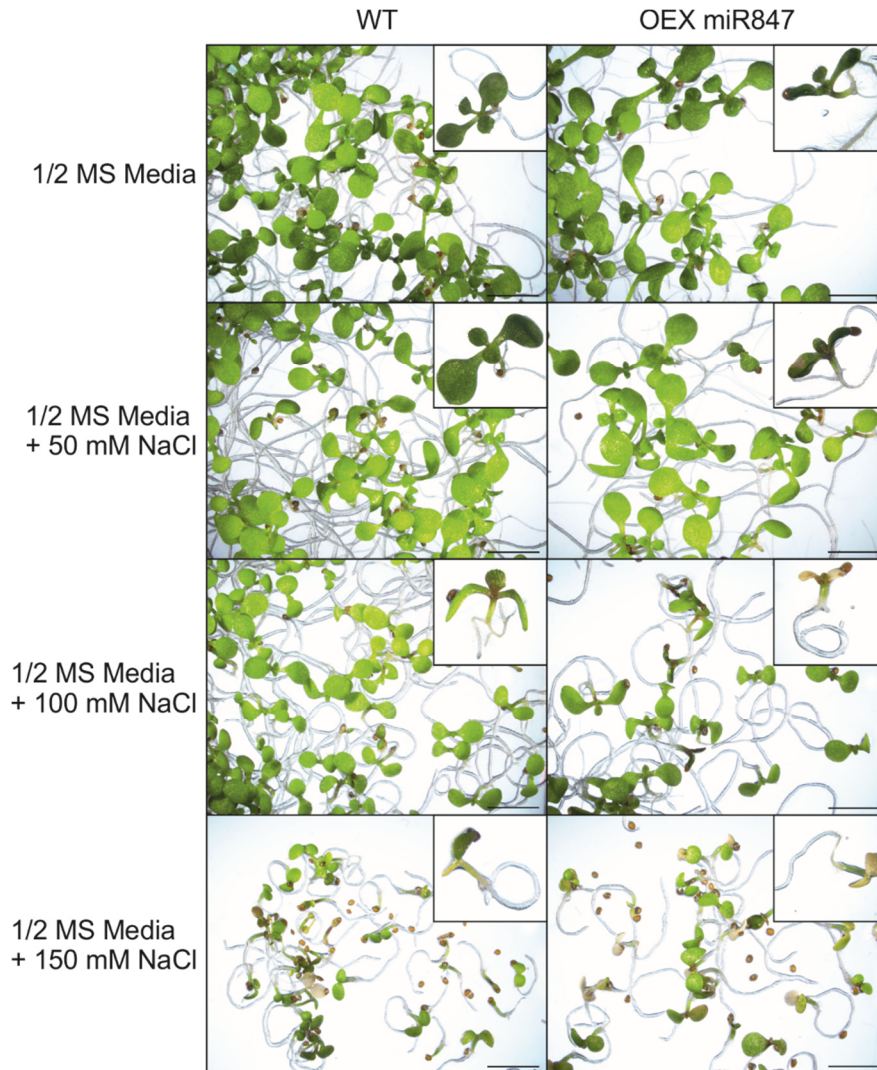 WT
OEX miR847
1/2 MS Media
1/2 MS Media
+ 50 mM NaCl
1/2 MS Media
+ 100 mM NaCl
1/2 MS Media
+ 150 mM NaCl